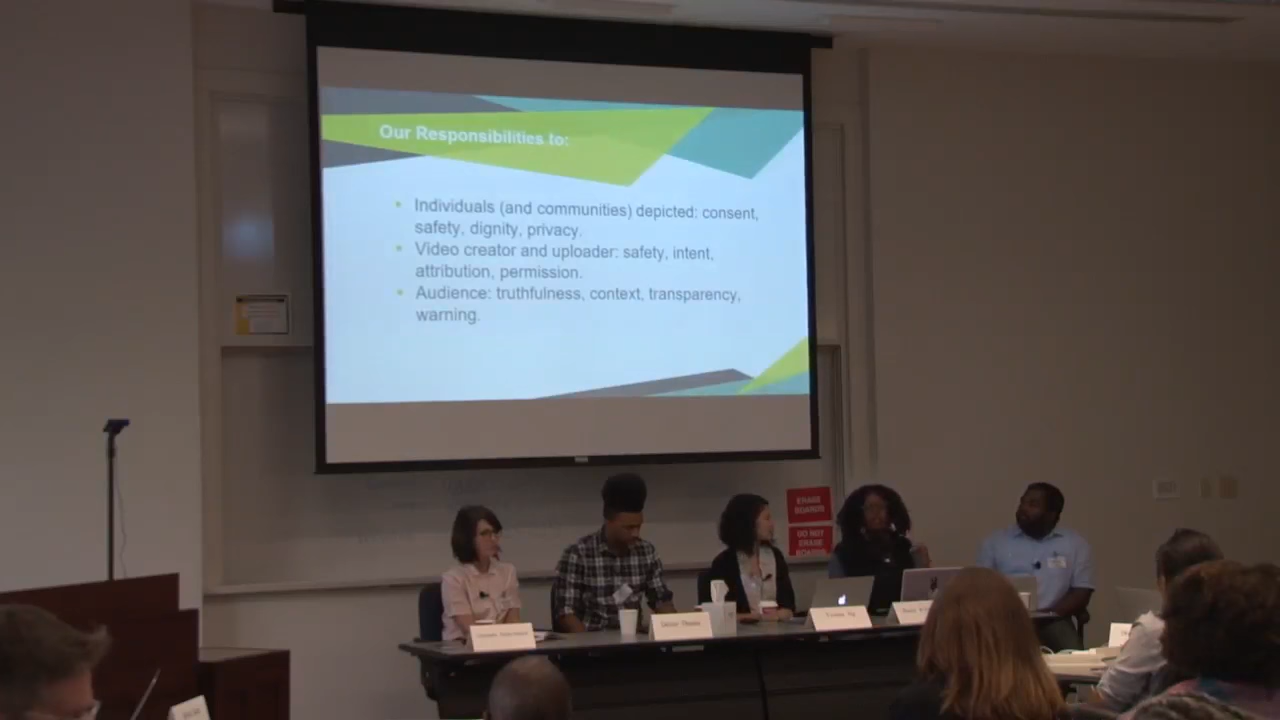 Our Responsibilities to:
Individuals (and communities) depicted: consent,
safety, dignity, privacy.
Video creator and uploader: safety, intent,
attribution, permission.
Audience: truthfulness, context, transparency,
warning.
ERASE
BOARDS
DO NOT
ERASE
BOARDS